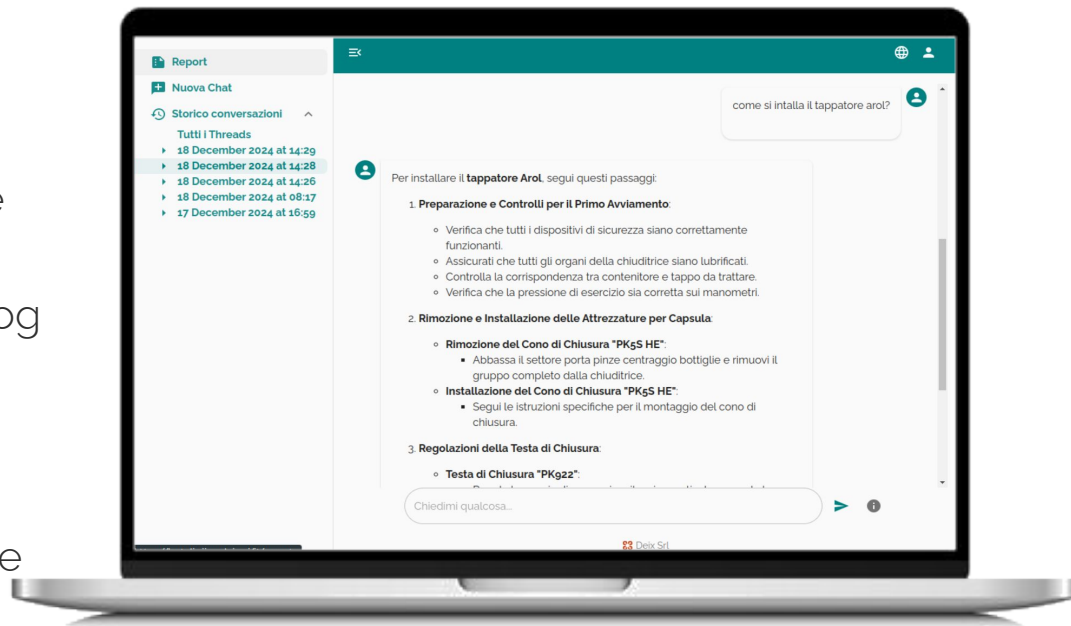 Report
Nuova Chat
Storico conversazioni
Tutti i Threads
18 December 2024 at 14:29
18 December 2024 at 14:28
18 December 2024 at 14:26
18 December 2024 at 08:17
17 December 2024 at 16:59
come si intalla il tappatore arol?
Per installare il tappatore Arol, segui questi passaggi:
1. Preparazione e Controlli per il Primo Avviamento:
Verifica che tutti i dispositivi di sicurezza siano correttamente
funzionanti.
Assicurati che tutti gli organi della chiuditrice siano lubrificati.
Controlla la corrispondenza tra contenitore e tappo da trattare.
Verifica che la pressione di esercizio sia corretta sui manometri.
2. Rimozione e Installazione delle Attrezzature per Capsula:
Rimozione del Cono di Chiusura "PK5S HE":
Abbassa il settore porta pinze centraggio bottiglie e rimuovi il
gruppo completo dalla chiuditrice.
Installazione del Cono di Chiusura "PK5S HE":
Segui le istruzioni specifiche per il montaggio del cono di
chiusura.
3. Regolazioni della Testa di Chiusura:
Testa di Chiusura "PK922":
Chiedimi qualcosa...
Deix Srl
e
og
e